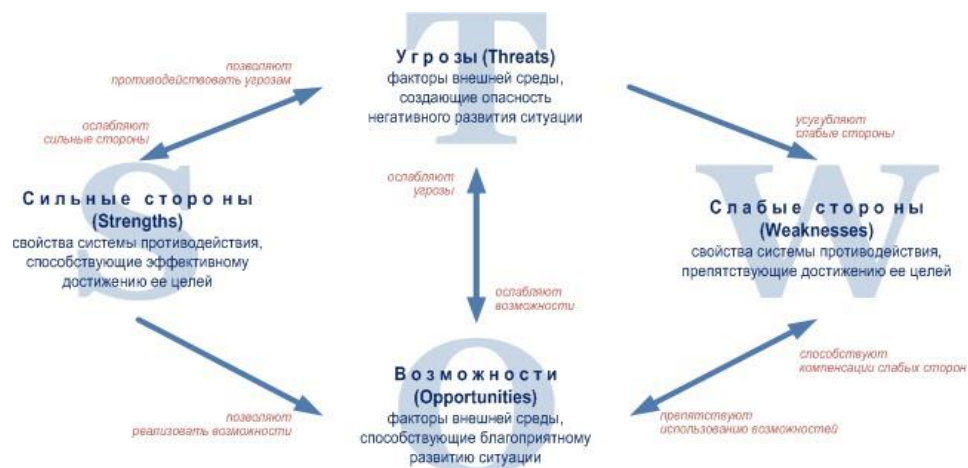 T
Угрозы (Threats)
факторы внешней среды,
создающие опасность
негативного развития ситуации
позволяют
противодействовать угрозам
ослабляют
сильные стороны
усугубляют
слабые стороны
ослабляют
угрозы
S
Сильные стороны
(Strengths)
свойства системы противодействия,
способствующие эффективному
достижению ее целей
W
Слабые стороны
(Weaknesses)
свойства системы противодействия,
препятствующие достижению ее целей
ослабляют
возможности
способствуют
компенсации слабых сторон
O
Возможности
(Opportunities)
факторы внешней среды,
способствующие благоприятному
развитию ситуации
позволяют
реализовать возможности
препятствуют
использованию возможностей